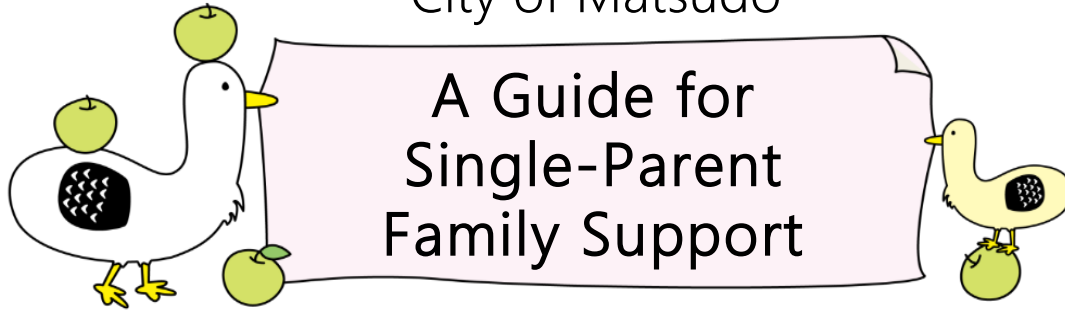 City of Matsudo
A Guide for
Single-Parent
Family Support